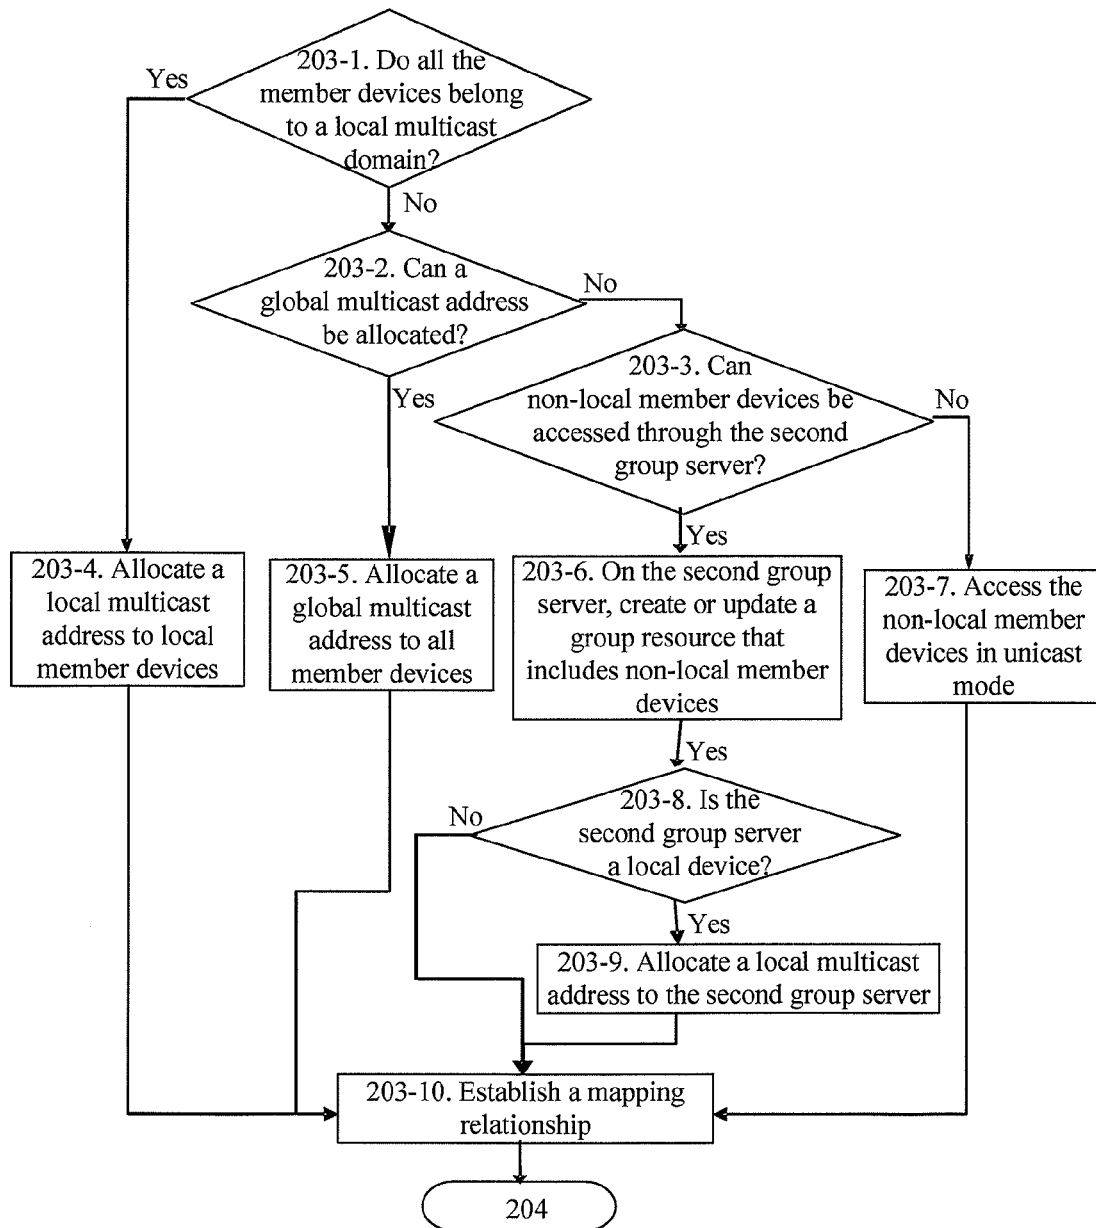 203-1. Do all the
member devices belong
to a local multicast
domain?
Yes
No
203-2. Can a
global multicast address
be allocated?
No
Yes
203-3. Can
non-local member devices be
accessed through the second
group server?
No
Yes
203-4. Allocate a
local multicast
address to local
member devices
203-5. Allocate a
global multicast
address to all
member devices
203-6. On the second group
server, create or update a
group resource that
includes non-local member
devices
203-7. Access the
non-local member
devices in unicast
mode
Yes
203-8. Is the
second group server
a local device?
No
Yes
203-9. Allocate a local multicast
address to the second group server
203-10. Establish a mapping
relationship
204